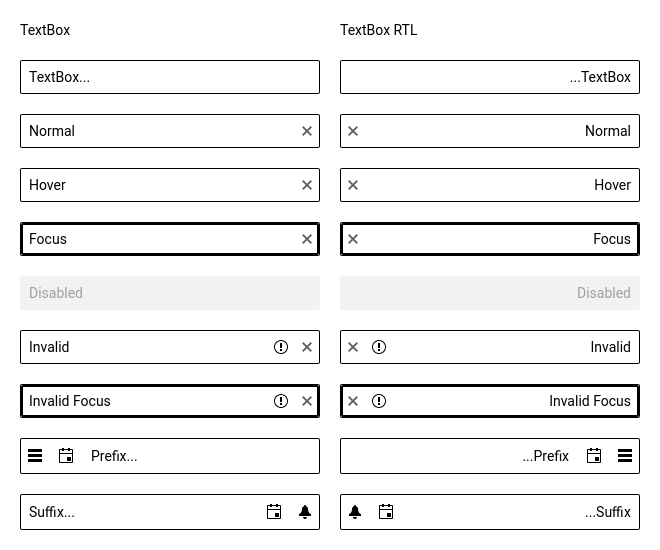 TextBox
TextBox...
Normal
Hover
Focus
Disabled
Invalid
Invalid Focus
Prefix...
Suffix...
TextBox RTL
...TextBox
Normal
Hover
Focus
Disabled
Invalid
Invalid Focus
...Prefix
...Suffix